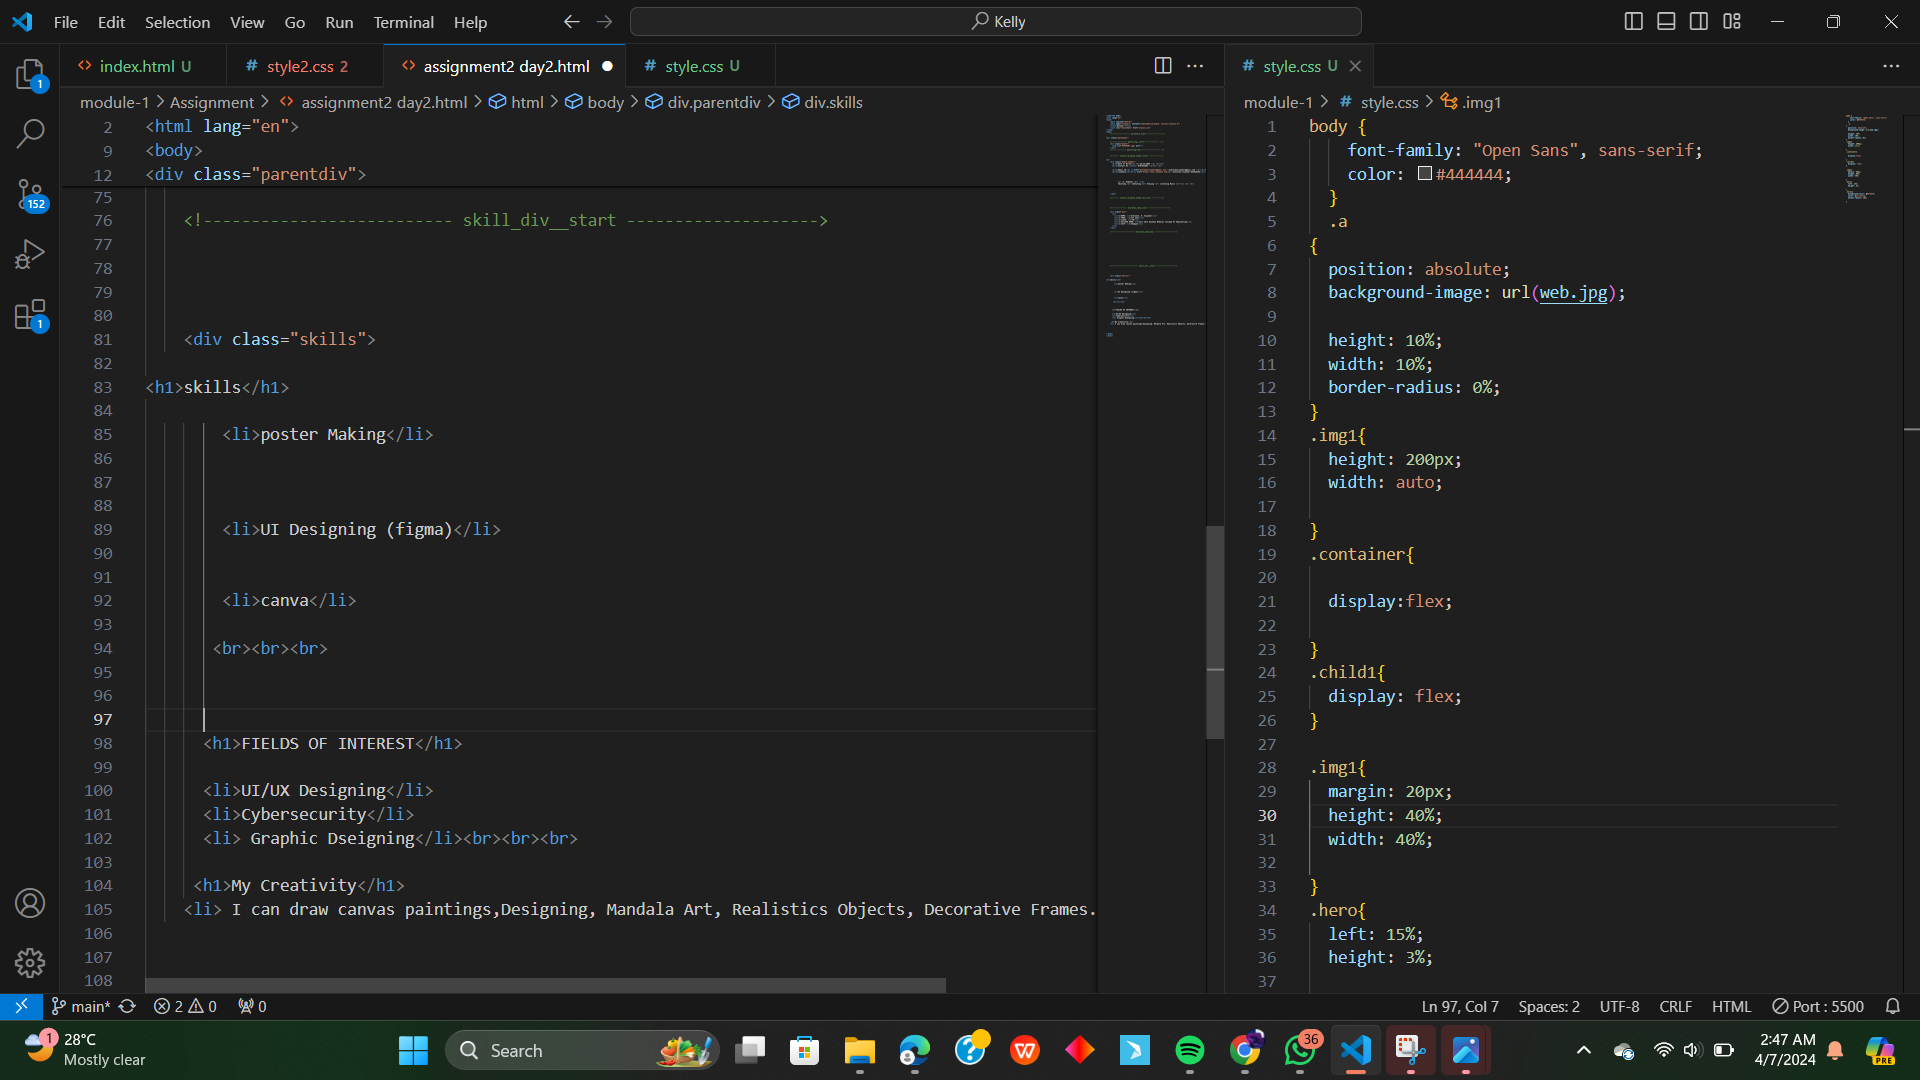 File Edit Selection View Go Run Terminal Help
Kelly
index.html U
style2.css 2
assignment2 day2.html
style.css U
style.css U
module-1 > Assignment > assignment2 day2.html > html > body > div.parentdiv > div.skills
2 <html lang="en">
9 <body>
12 <div class="parentdiv">
75
76 <!-------------------------- skill_div__start -------------------->
77
78
79
80
81 <div class="skills">
82
83 <h1>skills</h1>
84
85 <li>poster Making</li>
86
87
88
89 <li>UI Designing (figma)</li>
90
91
92 <li>canva</li>
93
94 <br><br><br>
95
96
97
98 <h1>FIELDS OF INTEREST</h1>
99
100 <li>UI/UX Designing</li>
101 <li>Cybersecurity</li>
102 <li> Graphic Dseigning</li><br><br><br>
103
104 <h1>My Creativity</h1>
105 <li> I can draw canvas paintings,Designing, Mandala Art, Realistics Objects, Decorative Frames.
106
107
108
module-1 > # style.css > .img1
1 body {
2 font-family: "Open Sans", sans-serif;
3 color: #444444;
4 }
5 .a
6 {
7 position: absolute;
8 background-image: url(web.jpg);
9
10 height: 10%;
11 width: 10%;
12 border-radius: 0%;
13 }
14 .img1{
15 height: 200px;
16 width: auto;
17
18 }
19 .container{
20
21 display:flex;
22
23 }
24 .child1{
25 display: flex;
26 }
27
28 .img1{
29 margin: 20px;
30 height: 40%;
31 width: 40%;
32
33 }
34 .hero{
35 left: 15%;
36 height: 3%;
37
1
152
1
main* 2 0 0
Ln 97, Col 7 Spaces: 2 UTF-8 CRLF HTML Port : 5500
1
28°C
Mostly clear
Search
36
2:47 AM
4/7/2024
PRE